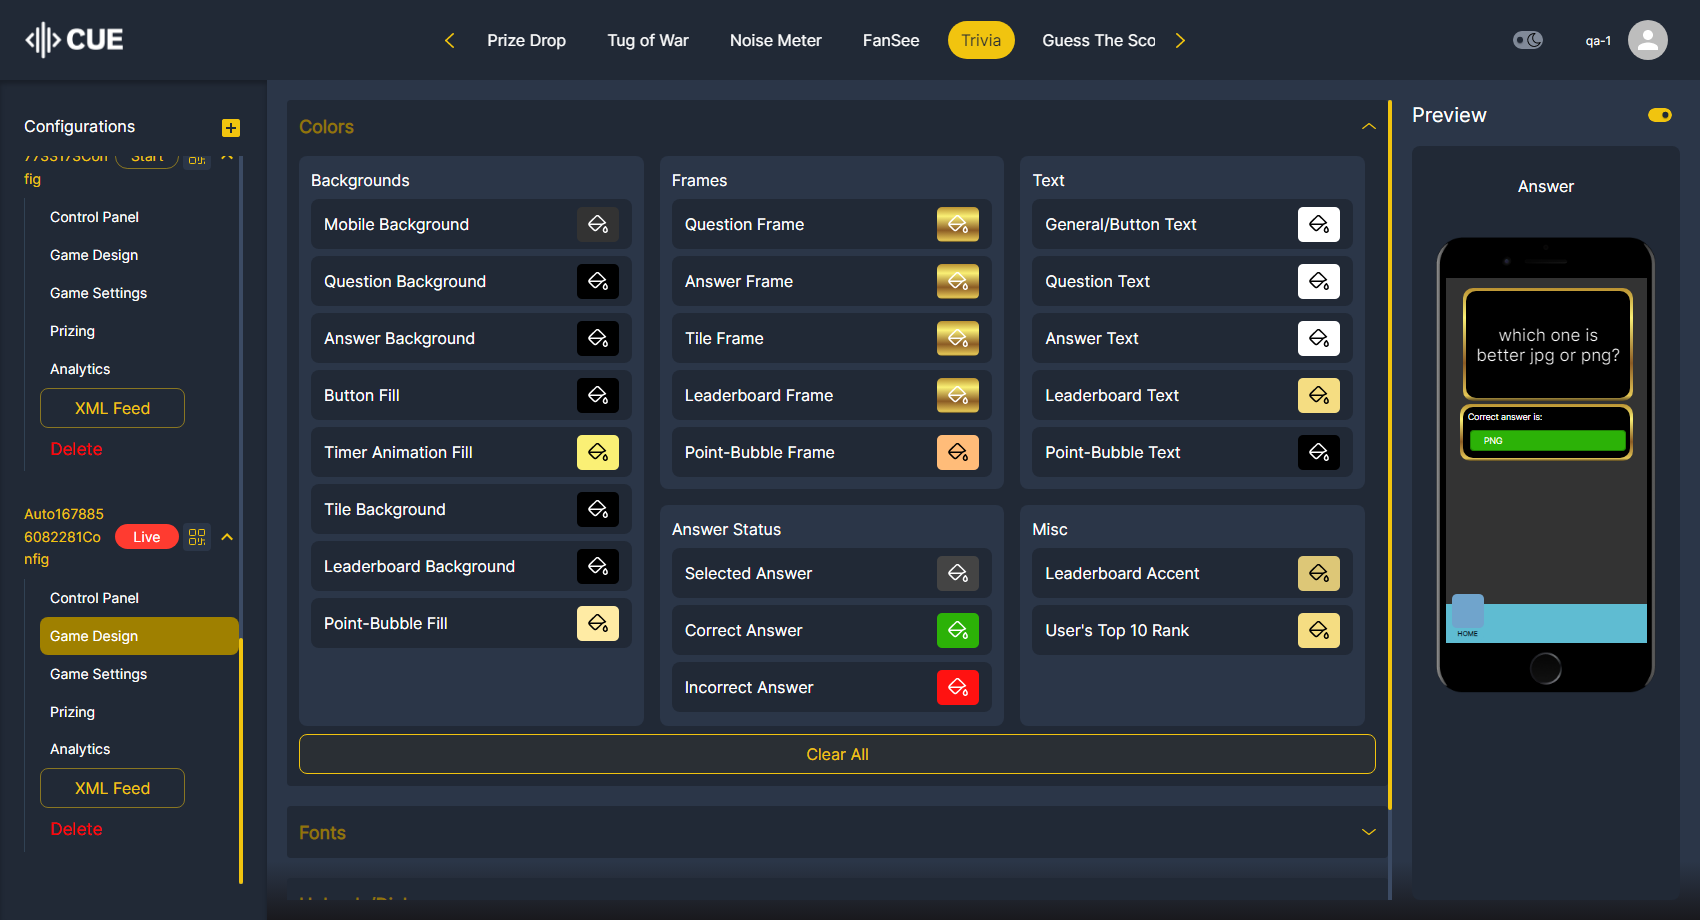 CUE
Prize Drop
Tug of War
Noise Meter
FanSee
Trivia
Guess The Sco
qa-1
Configurations
7733173Con
fig
Start
Control Panel
Game Design
Game Settings
Prizing
Analytics
XML Feed
Delete
Auto167885
6082281Co
nfig
Live
Control Panel
Game Design
Game Settings
Prizing
Analytics
XML Feed
Delete
Colors
Backgrounds
Mobile Background
Question Background
Answer Background
Button Fill
Timer Animation Fill
Tile Background
Leaderboard Background
Point-Bubble Fill
Frames
Question Frame
Answer Frame
Tile Frame
Leaderboard Frame
Point-Bubble Frame
Text
General/Button Text
Question Text
Answer Text
Leaderboard Text
Point-Bubble Text
Answer Status
Selected Answer
Correct Answer
Incorrect Answer
Misc
Leaderboard Accent
User's Top 10 Rank
Clear All
Fonts
Preview
Answer
which one is
better jpg or png?
Correct answer is:
PNG
HOME